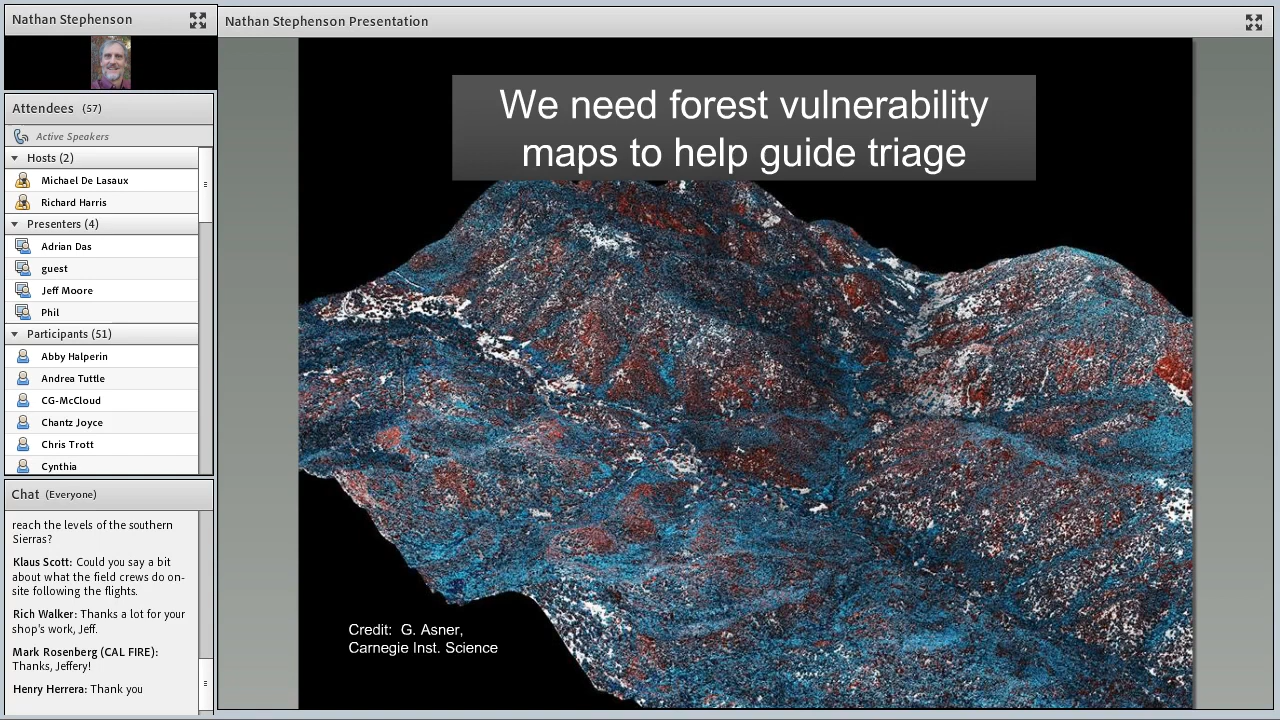 Nathan Stephenson
Attendees (57)
Active Speakers
Hosts (2)
Michael De Lasaux
Richard Harris
Presenters (4)
Adrian Das
guest
Jeff Moore
Phil
Participants (51)
Abby Halperin
Andrea Tuttle
CG-McCloud
Chantz Joyce
Chris Trott
Cynthia
Chat (Everyone)
reach the levels of the southern
Sierras?
Klaus Scott: Could you say a bit
about what the field crews do on-
site following the flights.
Rich Walker: Thanks a lot for your
shop's work, Jeff.
Mark Rosenberg (CAL FIRE):
Thanks, Jeffery!
Henry Herrera: Thank you
Nathan Stephenson Presentation
We need forest vulnerability
maps to help guide triage
Credit: G. Asner,
Carnegie Inst. Science